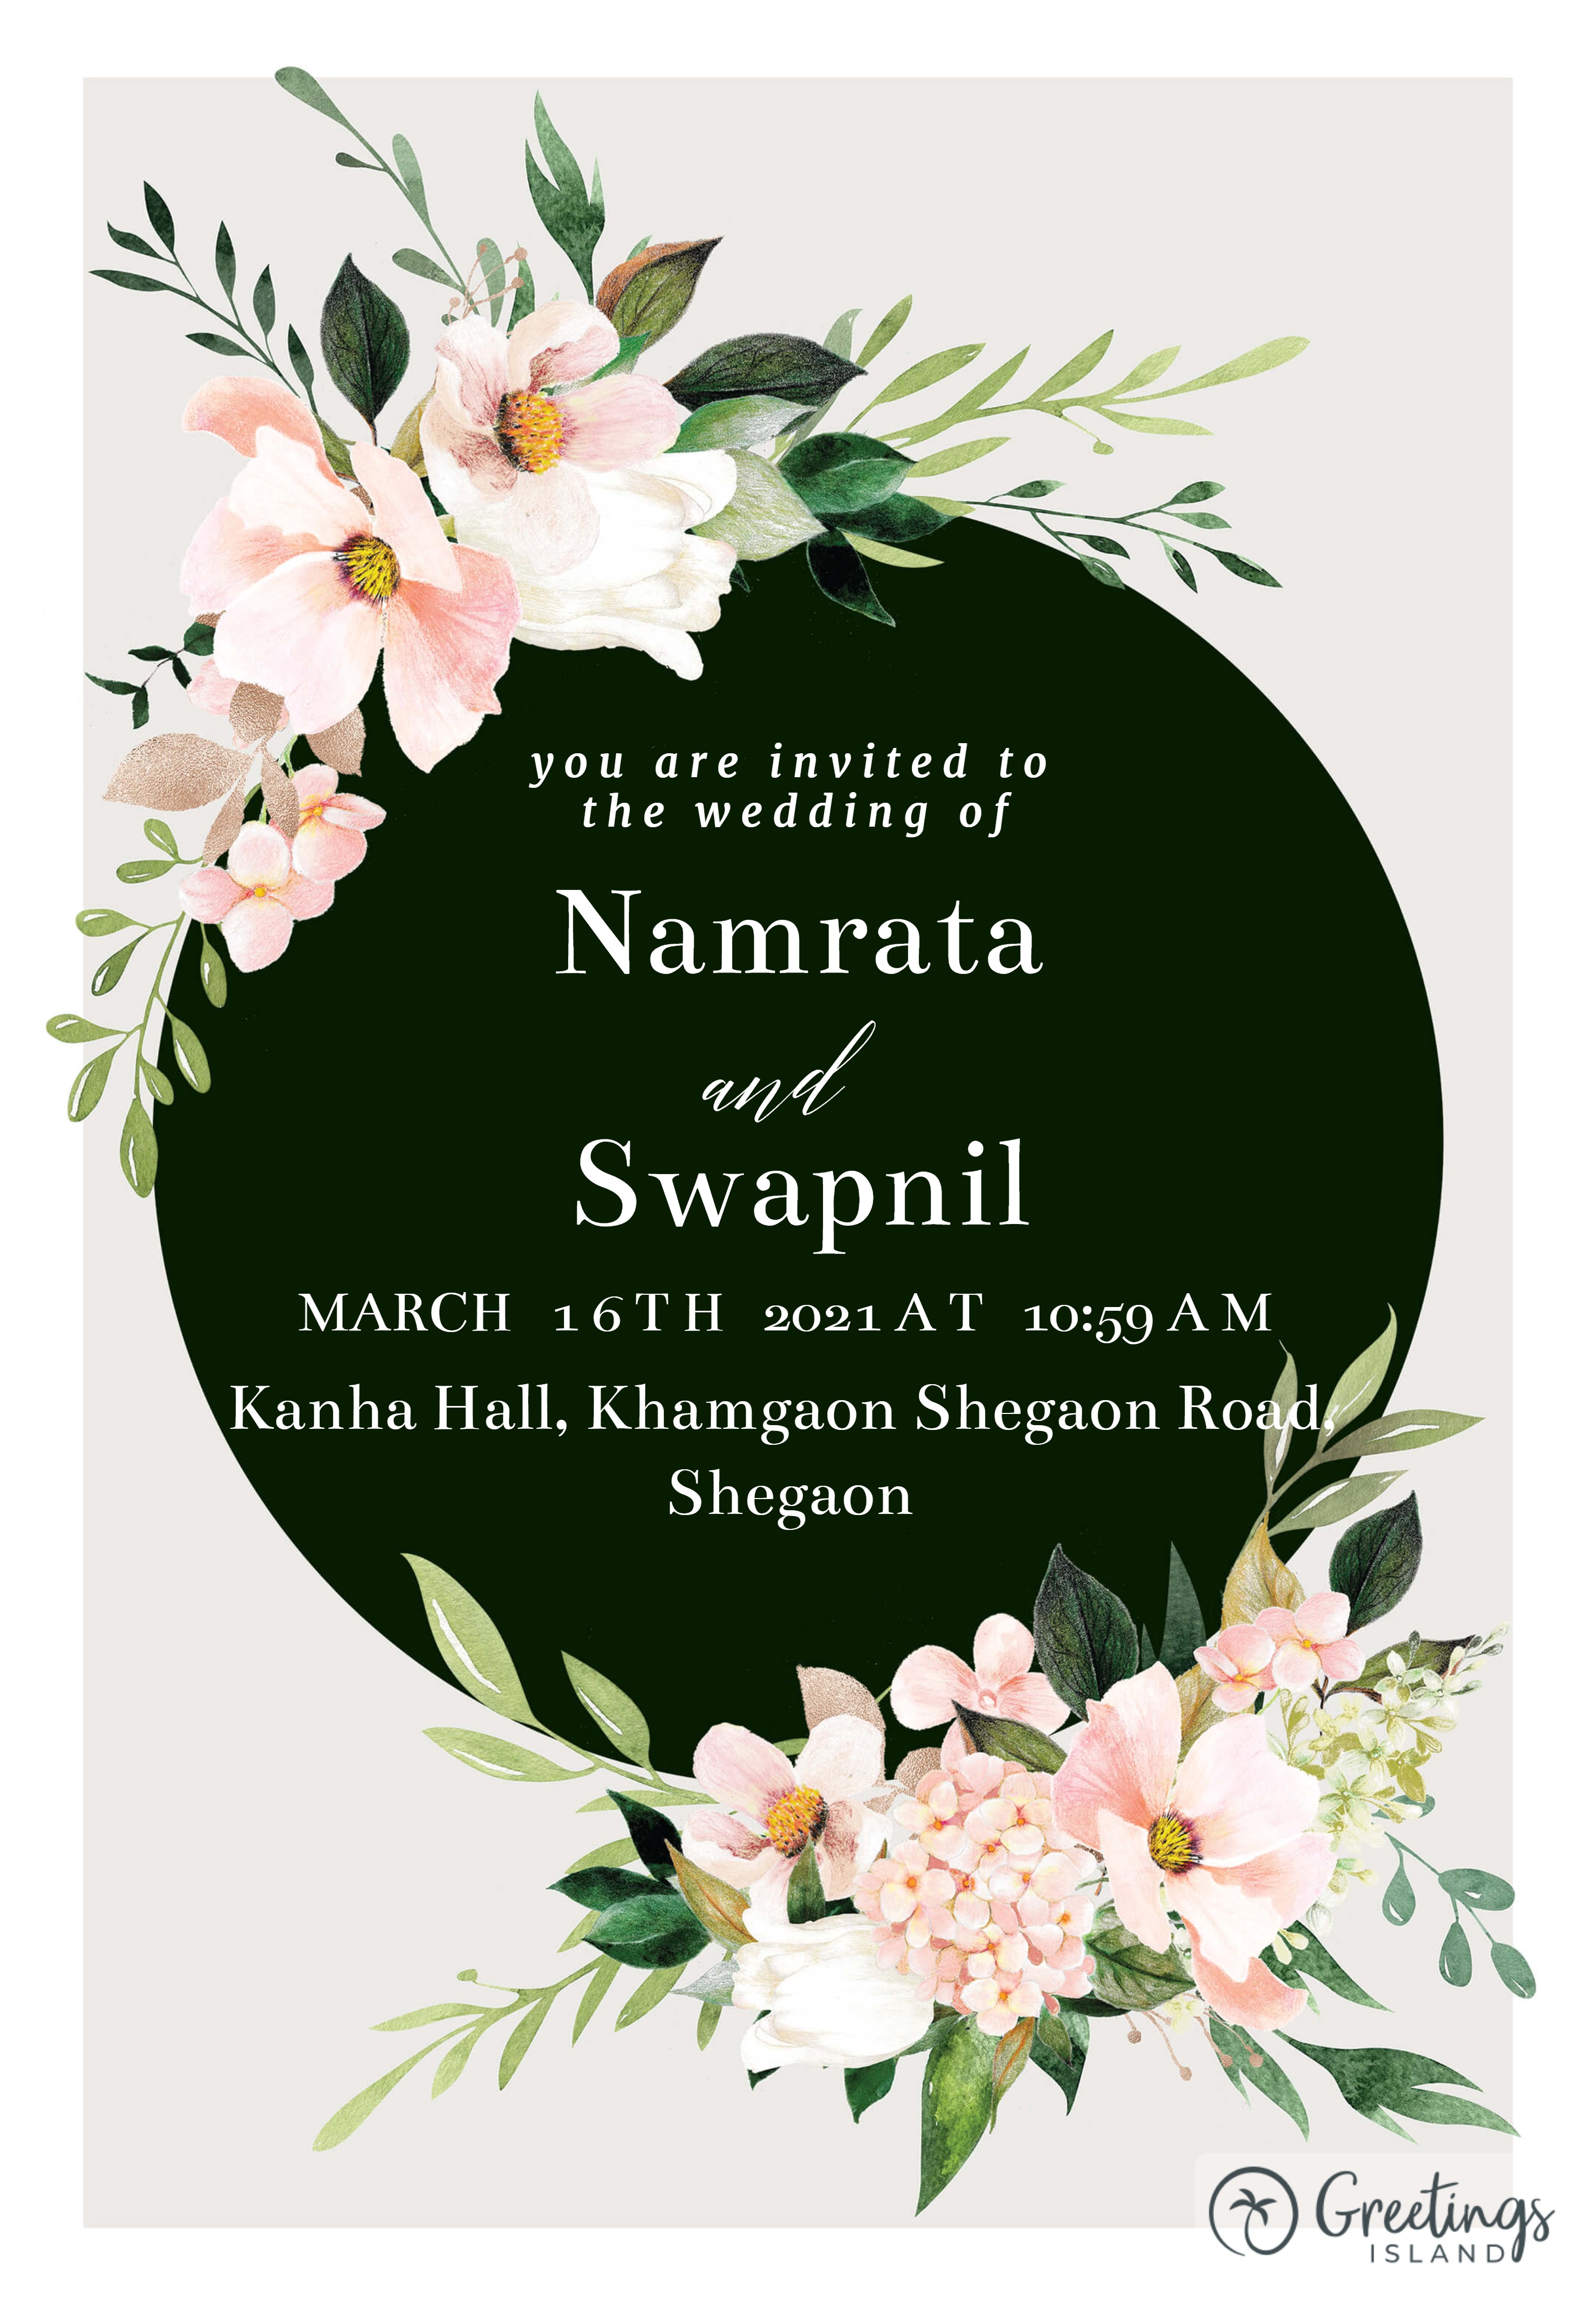 you are invited to
the wedding of
Namrata
and
Swapnil
MARCH 16TH 2021 AT 10:59 AM
Kanha Hall, Khamgaon Shegaon Road,
Shegaon
Greetings
ISLAND